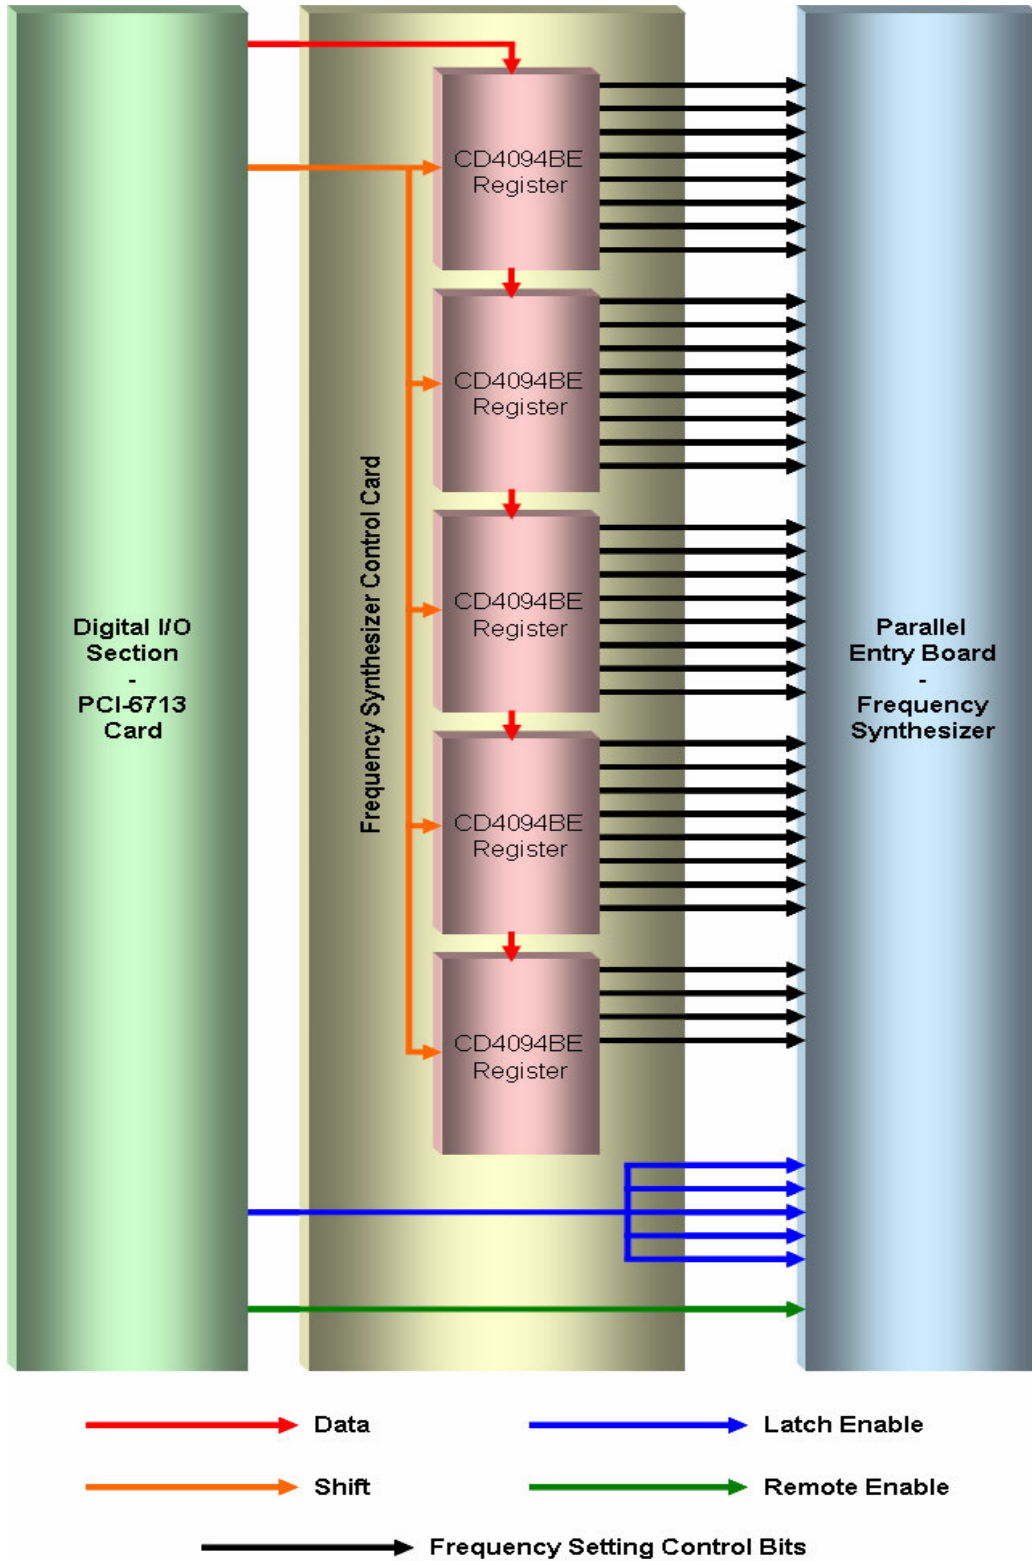 CD4094BE
Register
CD4094BE
Register
CD4094BE
Register
CD4094BE
Register
CD4094BE
Register
Frequency Synthesizer Control Card
Digital I/O
Section
-
PCI-6713
Card
Parallel
Entry Board
-
Frequency
Synthesizer
Data
Latch Enable
Shift
Remote Enable
Frequency Setting Control Bits